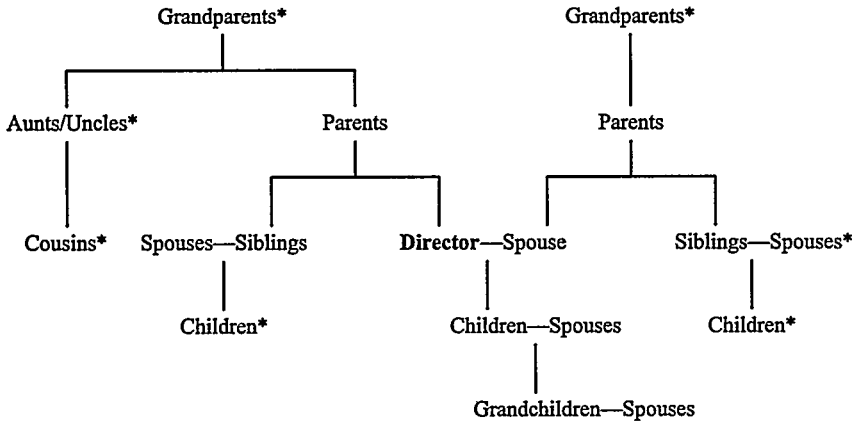 Grandparents* Grandparents*
Aunts/Uncles* Parents Parents
Cousins* Spouses—Siblings Director—Spouse Siblings—Spouses*
Children* Children—Spouses Children*
Grandchildren—Spouses